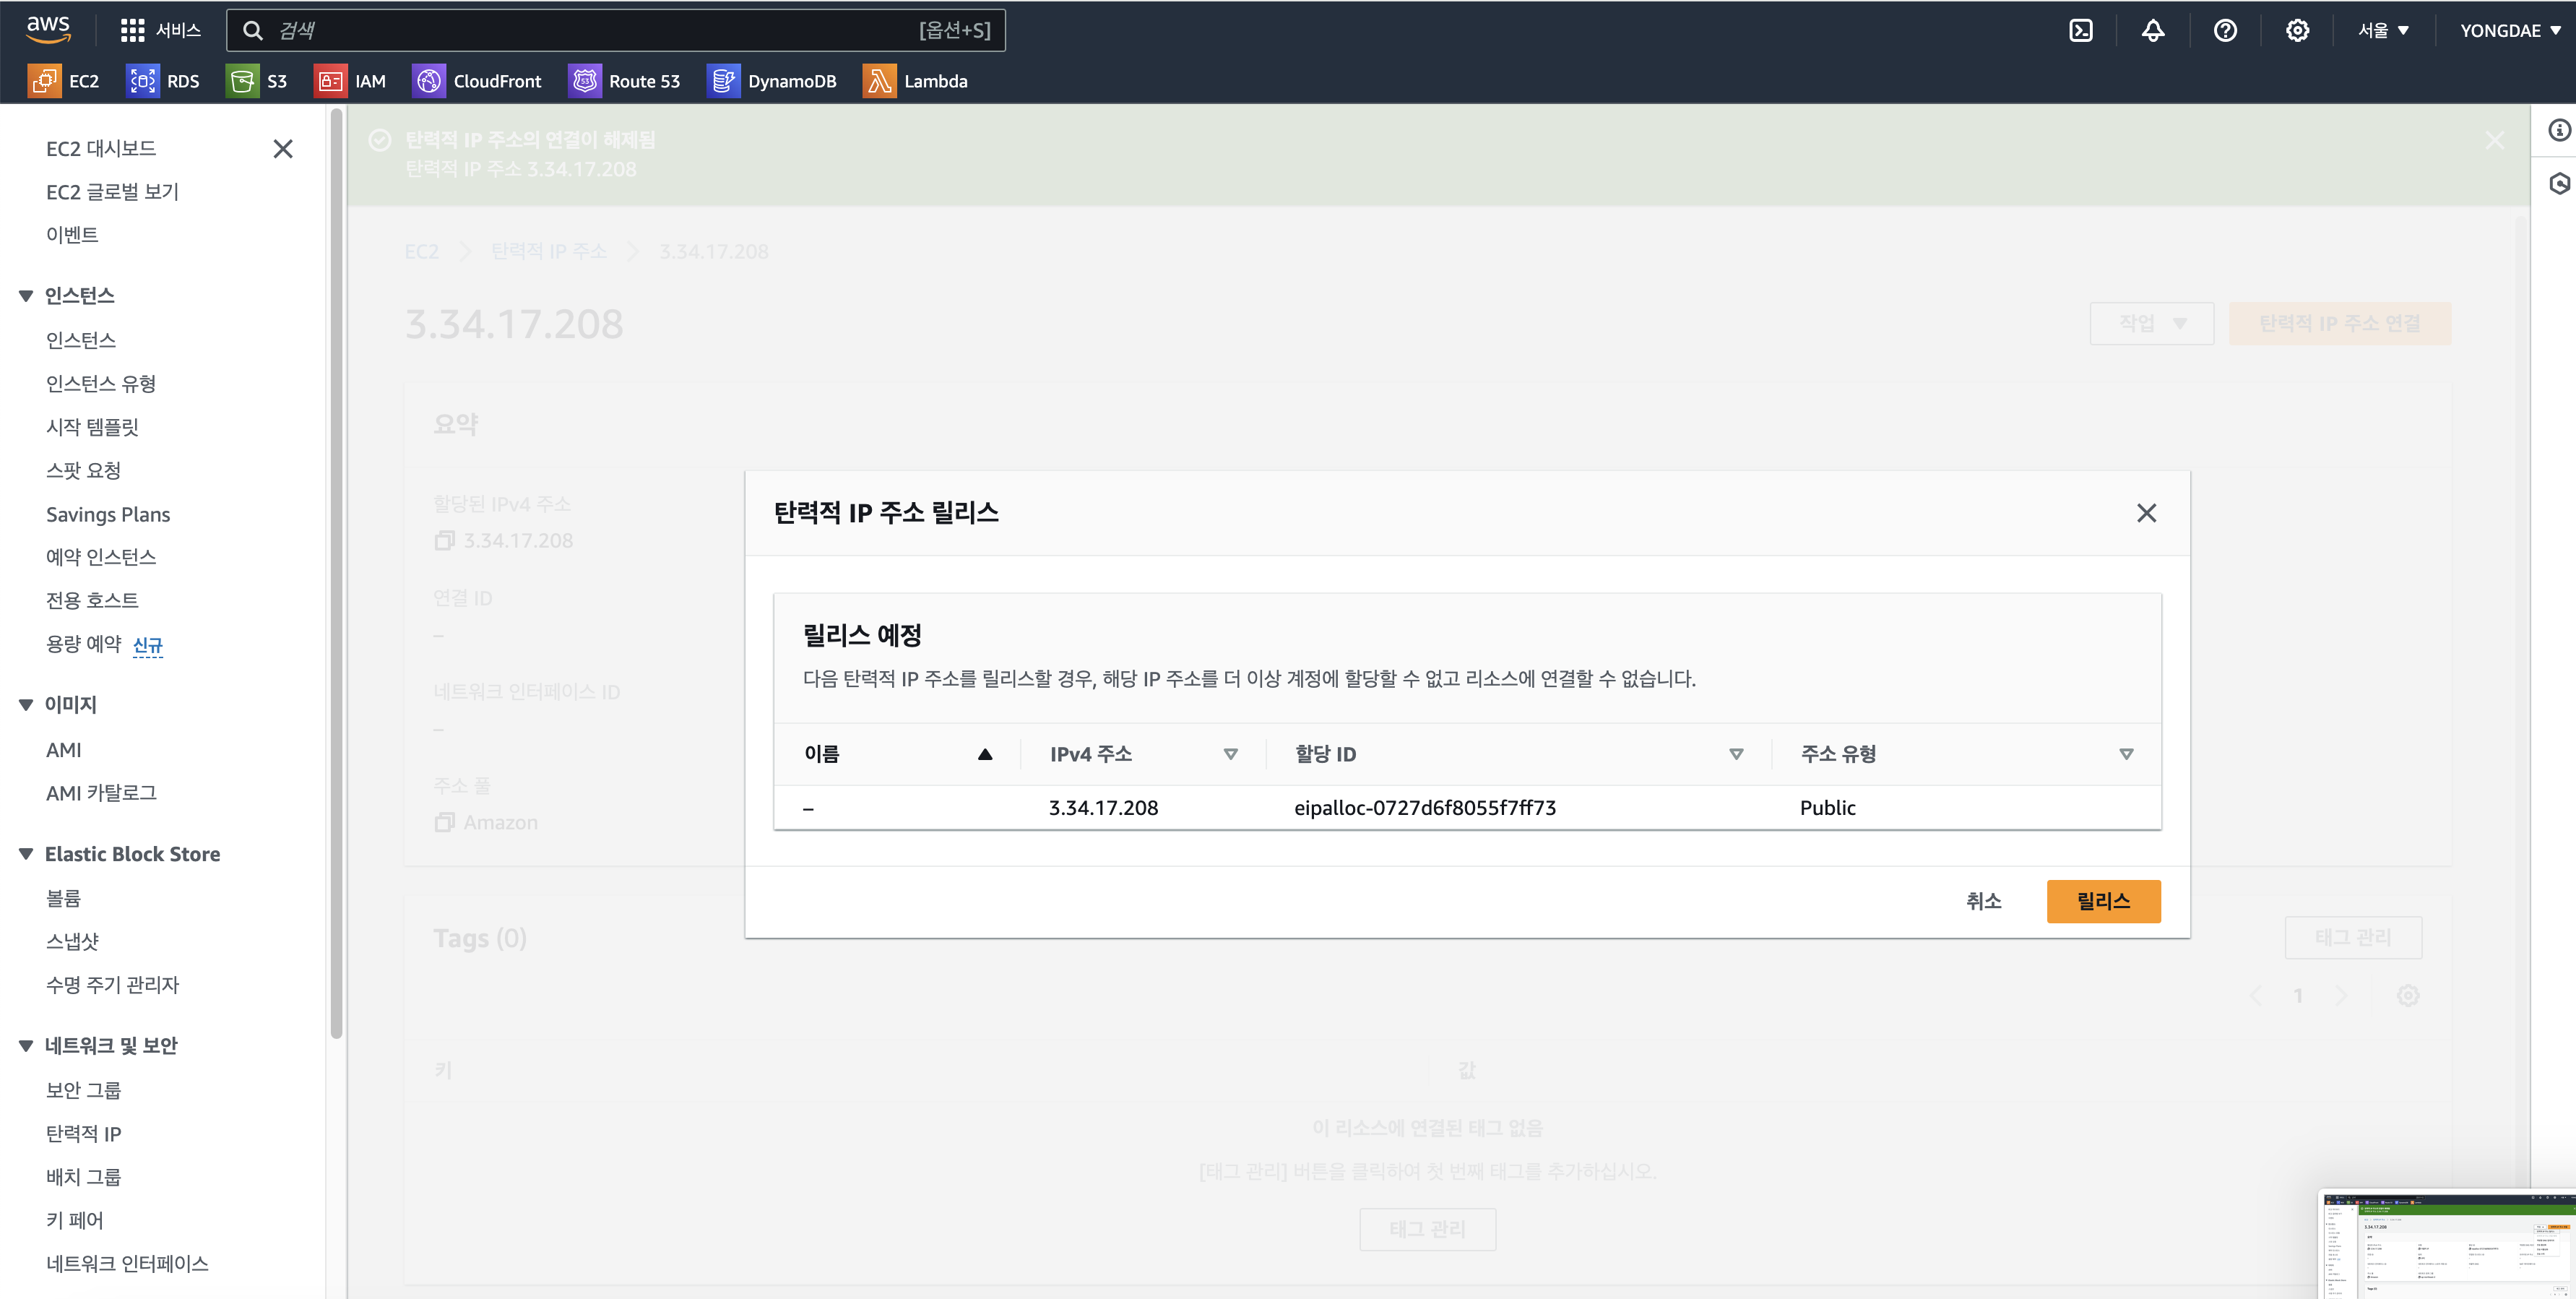 aws
서비스
검색
[옵션+S]
서울
YONGDAE
EC2
RDS
S3
IAM
CloudFront
Route 53
DynamoDB
Lambda
EC2 대시보드
EC2 글로벌 보기
이벤트
인스턴스
인스턴스
인스턴스 유형
시작 템플릿
스팟 요청
Savings Plans
예약 인스턴스
전용 호스트
용량 예약 신규
이미지
AMI
AMI 카탈로그
Elastic Block Store
볼륨
스냅샷
수명 주기 관리자
네트워크 및 보안
보안 그룹
탄력적 IP
배치 그룹
키 페어
네트워크 인터페이스
탄력적 IP 주소의 연결이 해제됨
탄력적 IP 주소 3.34.17.208
EC2 탄력적 IP 주소 3.34.17.208
3.34.17.208
작업
탄력적 IP 주소 연결
요약
할당된 IPv4 주소
3.34.17.208
연결 ID
–
네트워크 인터페이스 ID
–
주소 풀
Amazon
탄력적 IP 주소 릴리스
릴리스 예정
다음 탄력적 IP 주소를 릴리스할 경우, 해당 IP 주소를 더 이상 계정에 할당할 수 없고 리소스에 연결할 수 없습니다.
이름 IPv4 주소 할당 ID 주소 유형
– 3.34.17.208 eipalloc-0727d6f8055f7ff73 Public
취소
릴리스
Tags (0)
태그 관리
1
키 값
이 리소스에 연결된 태그 없음
[태그 관리] 버튼을 클릭하여 첫 번째 태그를 추가하십시오.
태그 관리